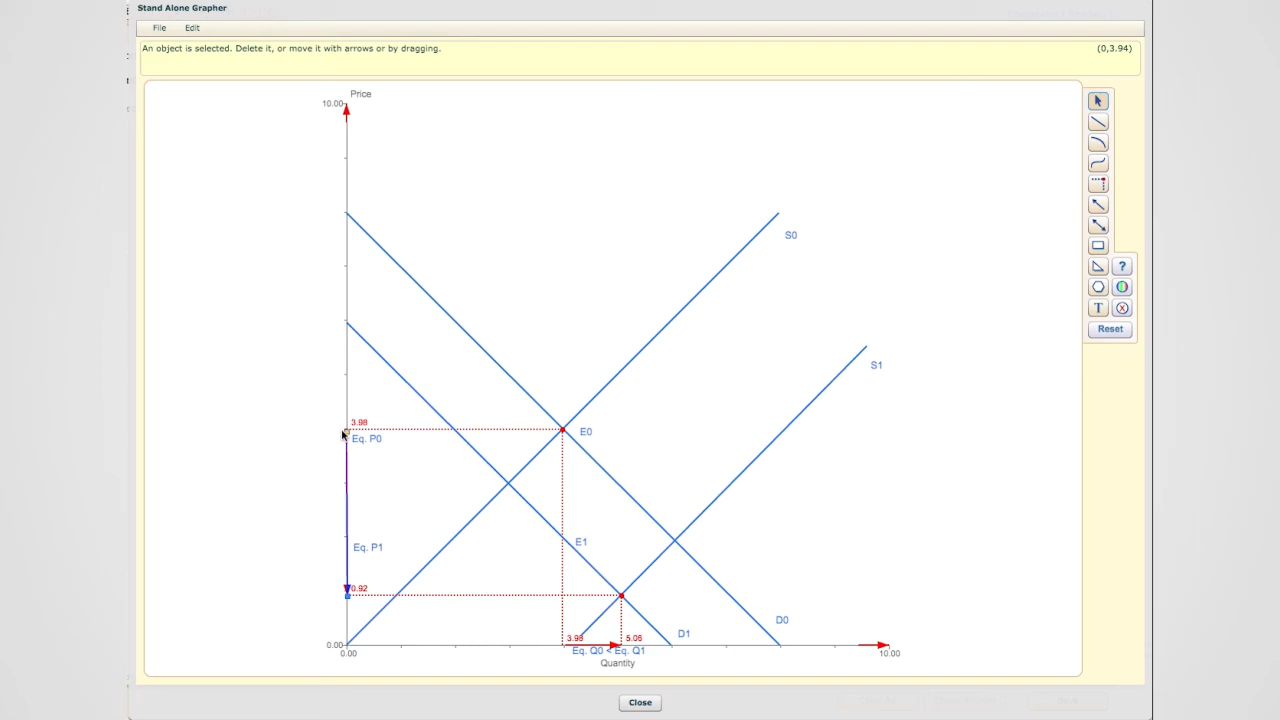 Stand Alone Grapher
File Edit
An object is selected. Delete it, or move it with arrows or by dragging. (0,3.94)
Price
10.00
S0
S1
3.98
Eq. P0
E0
E1
Eq. P1
0.92
D0
D1
3.98 5.06
0.00
Eq. Q0 < Eq. Q1
0.00 10.00
Quantity
T
?
Reset
Close